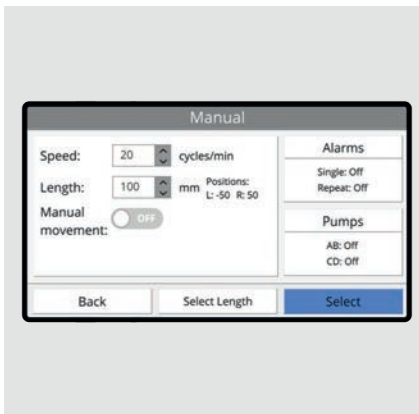 Manual
Speed: 20 cycles/min
Length: 100 mm Positions: L: -50 R: 50
Manual movement: OFF
Alarms
Single: Off
Repeat: Off
Pumps
AB: Off
CD: Off
Back Select Length Select